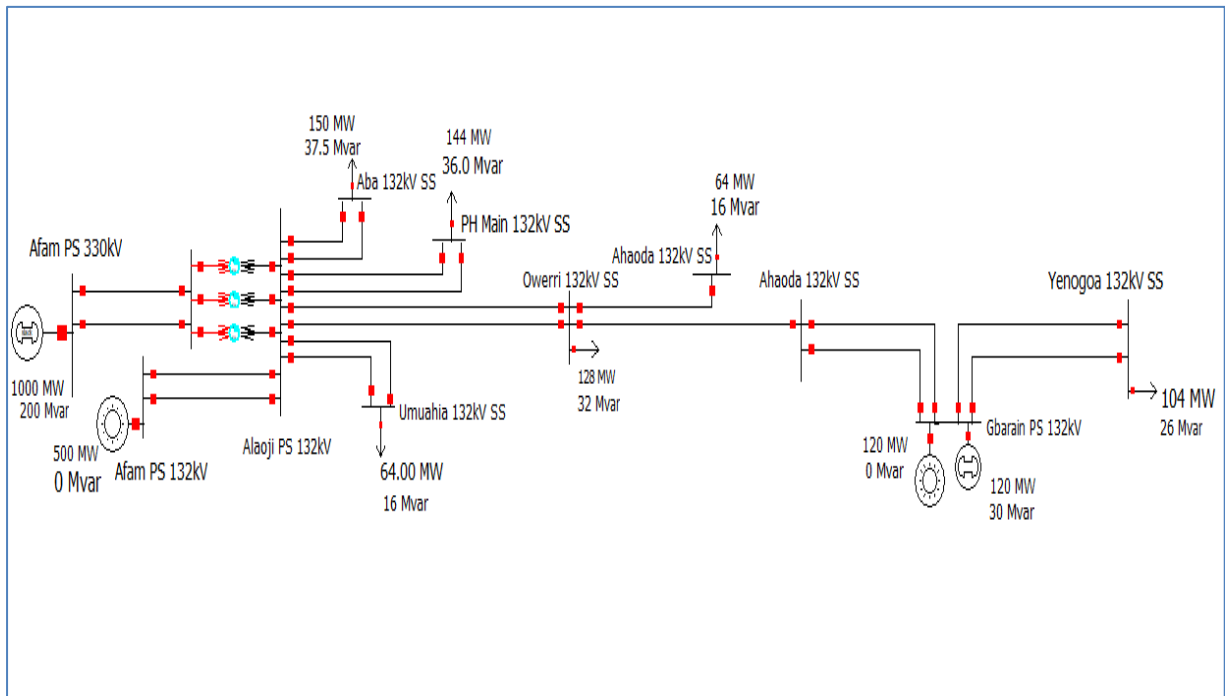 150 MW
37.5 Mvar
Aba 132kV SS
144 MW
36.0 Mvar
PH Main 132kV SS
64 MW
16 Mvar
Ahaoda 132kV SS
Afam PS 330kV
Owerri 132kV SS
Ahaoda 132kV SS
Yenogoa 132kV SS
1000 MW
200 Mvar
128 MW
32 Mvar
104 MW
26 Mvar
Umuahia 132kV SS
Gbarain PS 132kV
Alaoji PS 132kV
500 MW
0 Mvar
Afam PS 132kV
64.00 MW
16 Mvar
120 MW
0 Mvar
120 MW
30 Mvar